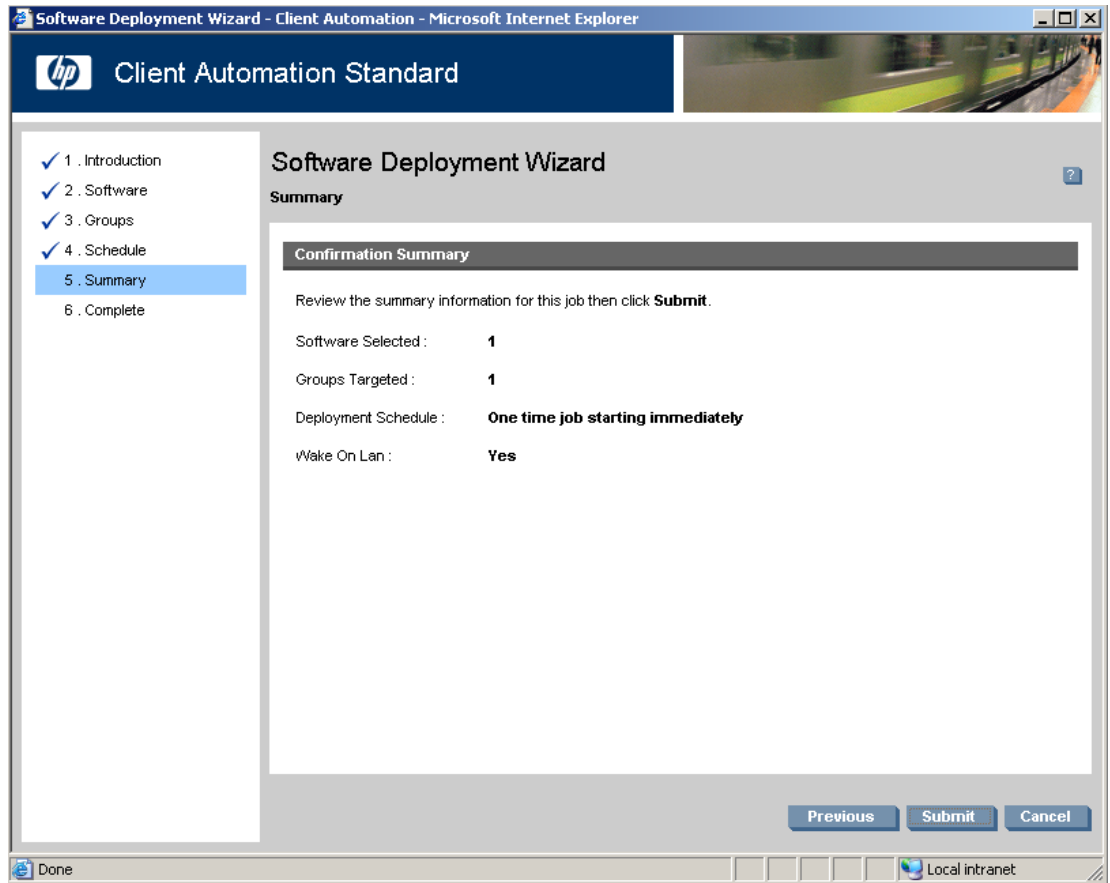 Software Deployment Wizard - Client Automation - Microsoft Internet Explorer
hp Client Automation Standard
1 . Introduction
2 . Software
3 . Groups
4 . Schedule
5 . Summary
6 . Complete
Software Deployment Wizard
?
Summary
Confirmation Summary
Review the summary information for this job then click Submit.
Software Selected : 1
Groups Targeted : 1
Deployment Schedule : One time job starting immediately
Wake On Lan : Yes
Previous Submit Cancel
Done Local intranet